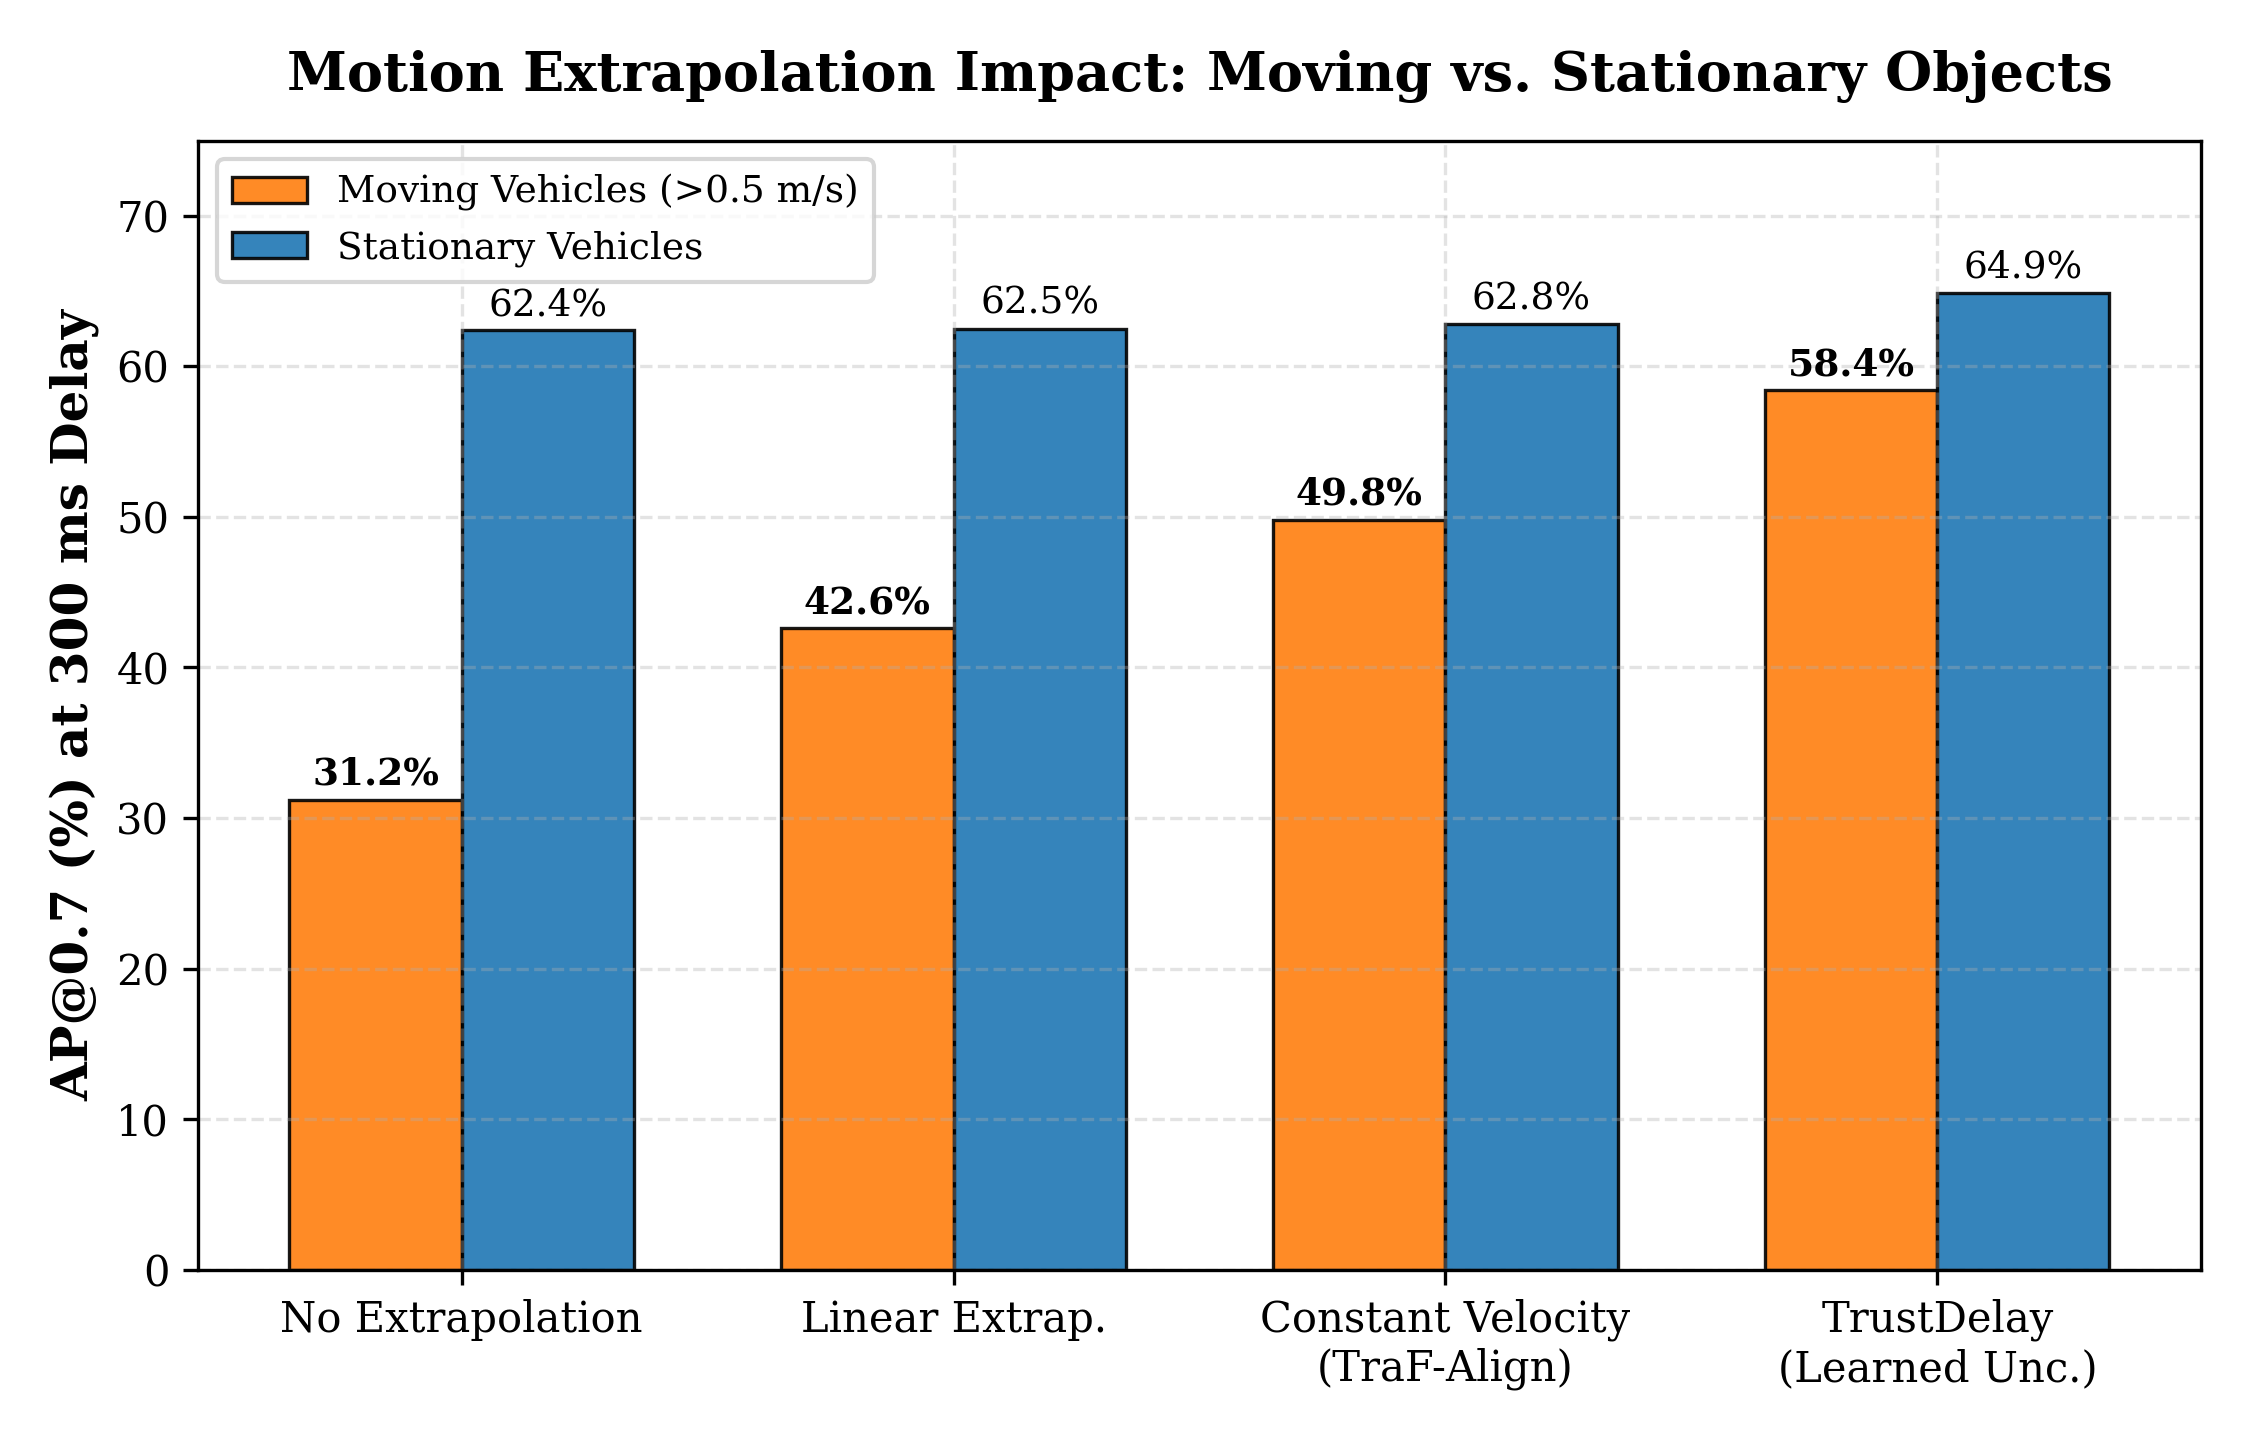 Motion Extrapolation Impact: Moving vs. Stationary Objects
Moving Vehicles (>0.5 m/s)
Stationary Vehicles
AP@0.7 (%) at 300 ms Delay
70
60
50
40
30
20
10
0
31.2%
62.4%
42.6%
62.5%
49.8%
62.8%
58.4%
64.9%
No Extrapolation
Linear Extrap.
Constant Velocity
(TraF-Align)
TrustDelay
(Learned Unc.)